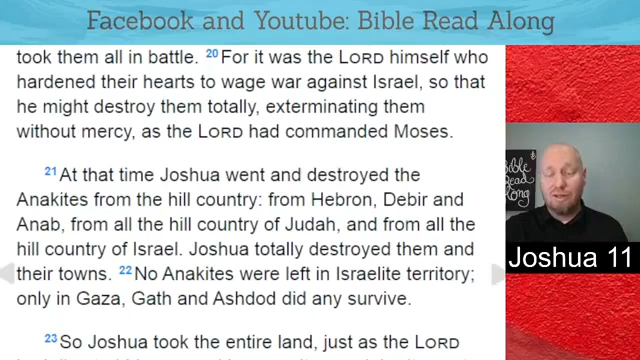 Facebook and Youtube: Bible Read Along
took them all in battle. 20 For it was the LORD himself who
hardened their hearts to wage war against Israel, so that
he might destroy them totally, exterminating them
without mercy, as the LORD had commanded Moses.
21 At that time Joshua went and destroyed the
Anakites from the hill country: from Hebron, Debir and
Anab, from all the hill country of Judah, and from all the
hill country of Israel. Joshua totally destroyed them and
their towns. 22 No Anakites were left in Israelite territory;
only in Gaza, Gath and Ashdod did any survive.
23 So Joshua took the entire land, just as the LORD
Bible
Read
Along
Joshua 11